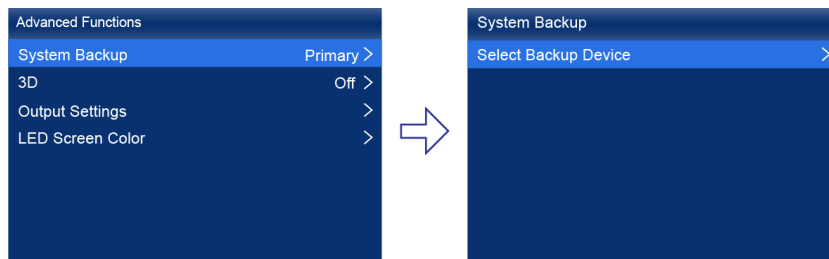 Advanced Functions
System Backup Primary >
3D Off >
Output Settings >
LED Screen Color >
System Backup
Select Backup Device >